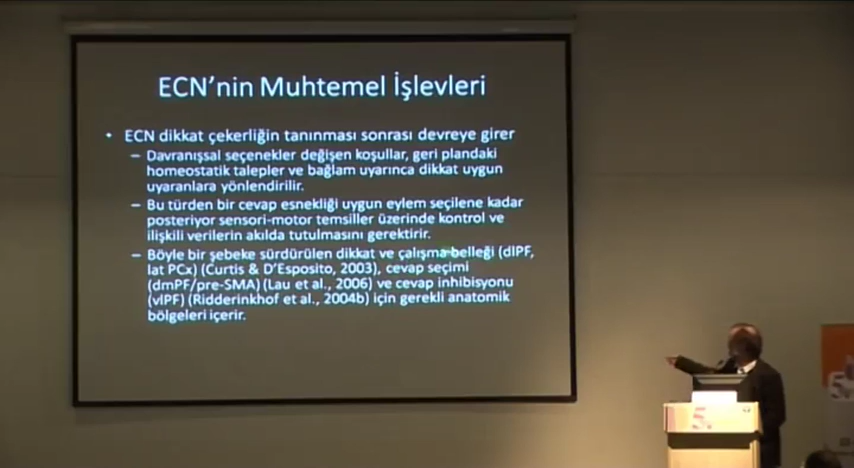 ECN'nin Muhtemel İşlevleri
• ECN dikkat çekerliğin tanınması sonrası devreye girer
– Davranışsal seçenekler değişen koşullar, geri plandaki
homeostatik talepler ve bağlam uyarınca dikkat uygun
uyaranlara yönlendirilir.
– Bu türden bir cevap esnekliği uygun eylem seçilene kadar
posteriyor sensori-motor temsiller üzerinde kontrol ve
ilişkili verilerin akılda tutulmasını gerektirir.
– Böyle bir şebeke sürdürülen dikkat ve çalışma belleği (dlPF,
lat PCx) (Curtis & D'Esposito, 2003), cevap seçimi
(dmPF/pre-SMA) (Lau et al., 2006) ve cevap inhibisyonu
(vlPF) (Ridderinkhof et al., 2004b) için gerekli anatomik
bölgeleri içerir.